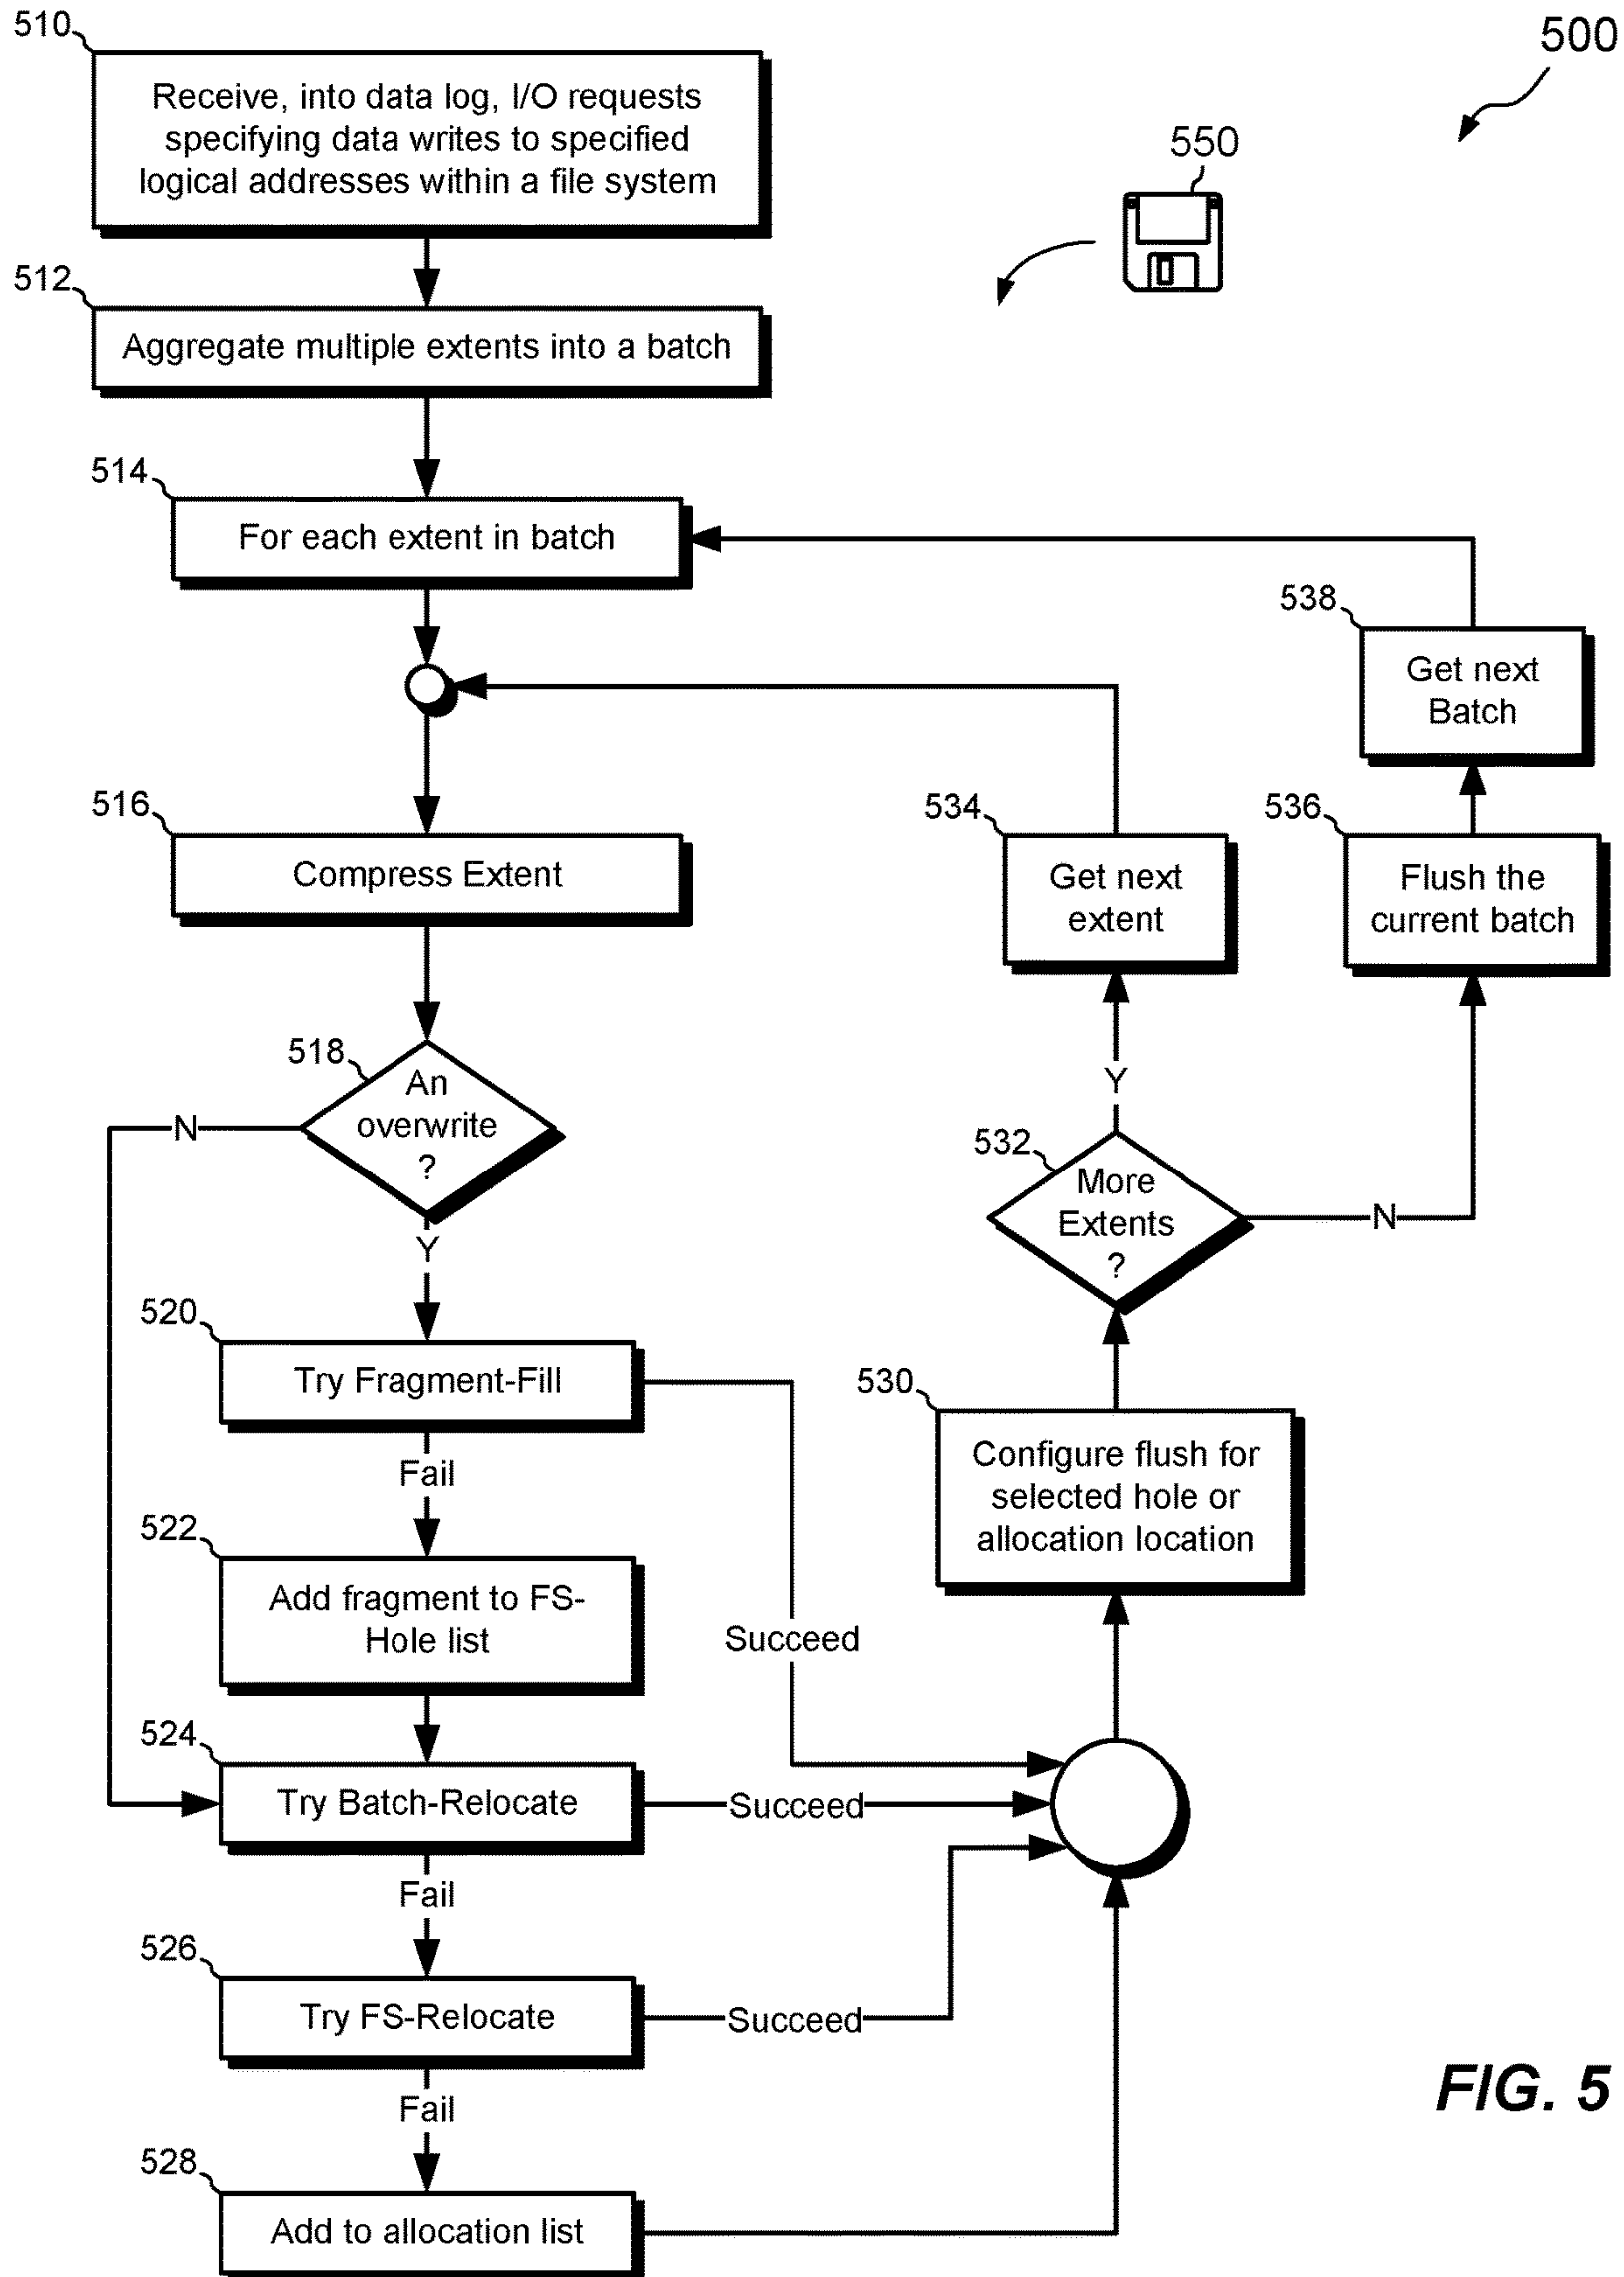 500
510
Receive, into data log, I/O requests
specifying data writes to specified
logical addresses within a file system
550
512
Aggregate multiple extents into a batch
514
For each extent in batch
538
Get next
Batch
516
Compress Extent
534
Get next
extent
536
Flush the
current batch
518
An
overwrite
?
N
Y
532
More
Extents
?
Y
N
520
Try Fragment-Fill
Fail
Succeed
522
Add fragment to FS-
Hole list
530
Configure flush for
selected hole or
allocation location
524
Try Batch-Relocate
Succeed
Fail
526
Try FS-Relocate
Succeed
Fail
528
Add to allocation list
FIG. 5